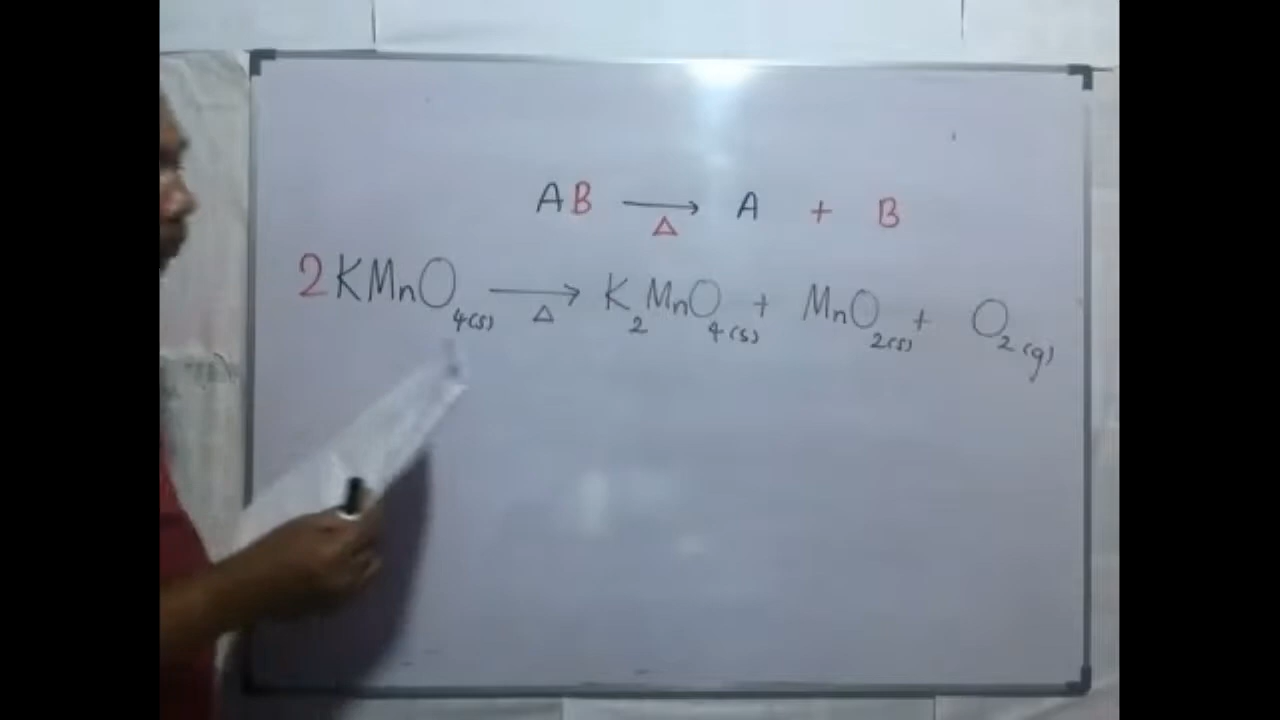 AB ⟶ A + B
Δ
2KMnO₄(s) ⟶ K₂MnO₄(s) + MnO₂(s) + O₂(g)
Δ